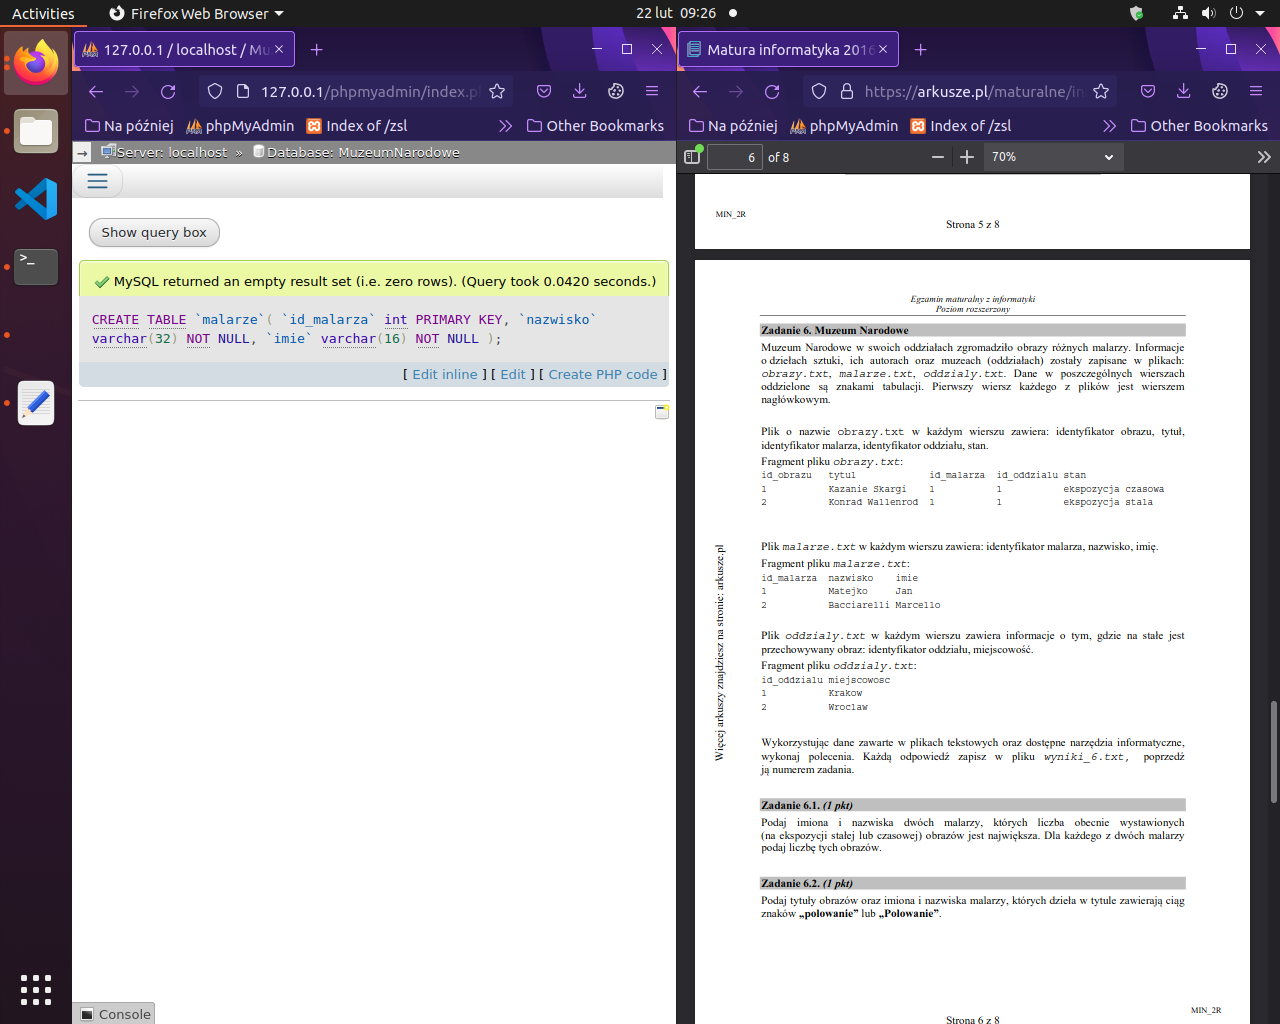 Activities
Firefox Web Browser
22 lut 09:26
127.0.0.1 / localhost / Mu
127.0.0.1/phpmyadmin/index.p
Na później
phpMyAdmin
Index of /zsl
Other Bookmarks
Server: localhost » Database: MuzeumNarodowe
Show query box
MySQL returned an empty result set (i.e. zero rows). (Query took 0.0420 seconds.)
CREATE TABLE `malarze`( `id_malarza` int PRIMARY KEY, `nazwisko`
varchar(32) NOT NULL, `imie` varchar(16) NOT NULL );
[ Edit inline ] [ Edit ] [ Create PHP code ]
Console
Matura informatyka 2016
https://arkusze.pl/maturalne/in
Na później
phpMyAdmin
Index of /zsl
Other Bookmarks
6 of 8
70%
MIN_2R
Strona 5 z 8
Egzamin maturalny z informatyki
Poziom rozszerzony
Zadanie 6. Muzeum Narodowe
Muzeum Narodowe w swoich oddziałach zgromadziło obrazy różnych malarzy. Informacje
o dziełach sztuki, ich autorach oraz muzeach (oddziałach) zostały zapisane w plikach:
obrazy.txt, malarze.txt, oddzialy.txt. Dane w poszczególnych wierszach
oddzielone są znakami tabulacji. Pierwszy wiersz każdego z plików jest wierszem
nagłówkowym.
Plik o nazwie obrazy.txt w każdym wierszu zawiera: identyfikator obrazu, tytuł,
identyfikator malarza, identyfikator oddziału, stan.
Fragment pliku obrazy.txt:
id_obrazu tytul id_malarza id_oddzialu stan
1 Kazanie Skargi 1 1 ekspozycja czasowa
2 Konrad Wallenrod 1 1 ekspozycja stala
Plik malarze.txt w każdym wierszu zawiera: identyfikator malarza, nazwisko, imię.
Fragment pliku malarze.txt:
id_malarza nazwisko imie
1 Matejko Jan
2 Bacciarelli Marcello
Plik oddzialy.txt w każdym wierszu zawiera informacje o tym, gdzie na stałe jest
przechowywany obraz: identyfikator oddziału, miejscowość.
Fragment pliku oddzialy.txt:
id_oddzialu miejscowosc
1 Krakow
2 Wroclaw
Wykorzystując dane zawarte w plikach tekstowych oraz dostępne narzędzia informatyczne,
wykonaj polecenia. Każdą odpowiedź zapisz w pliku wyniki_6.txt, poprzedź
ją numerem zadania.
Zadanie 6.1. (1 pkt)
Podaj imiona i nazwiska dwóch malarzy, których liczba obecnie wystawionych
(na ekspozycji stałej lub czasowej) obrazów jest największa. Dla każdego z dwóch malarzy
podaj liczbę tych obrazów.
Zadanie 6.2. (1 pkt)
Podaj tytuły obrazów oraz imiona i nazwiska malarzy, których dzieła w tytule zawierają ciąg
znaków „polowanie” lub „Polowanie”.
Więcej arkuszy znajdziesz na stronie: arkusze.pl
MIN_2R
Strona 6 z 8